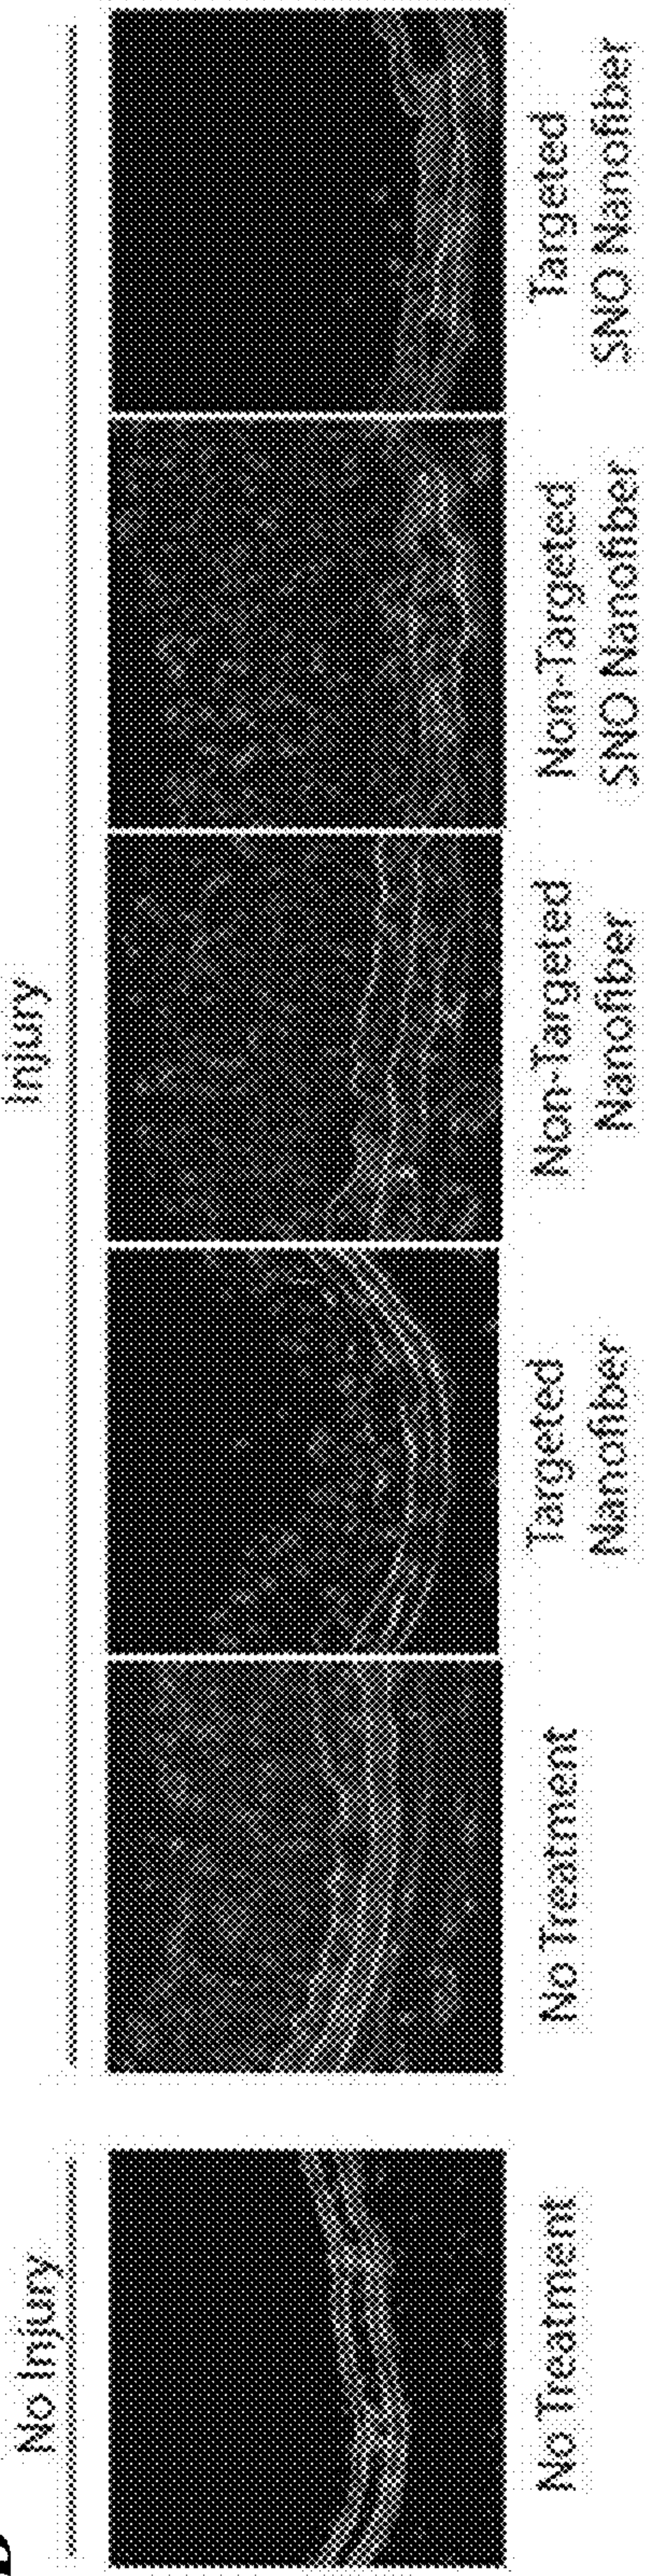 No Injury
Injury
No Treatment
No Treatment
Targeted
Nanofiber
Non-Targeted
Nanofiber
Non-Targeted
SNO Nanofiber
Targeted
SNO Nanofiber